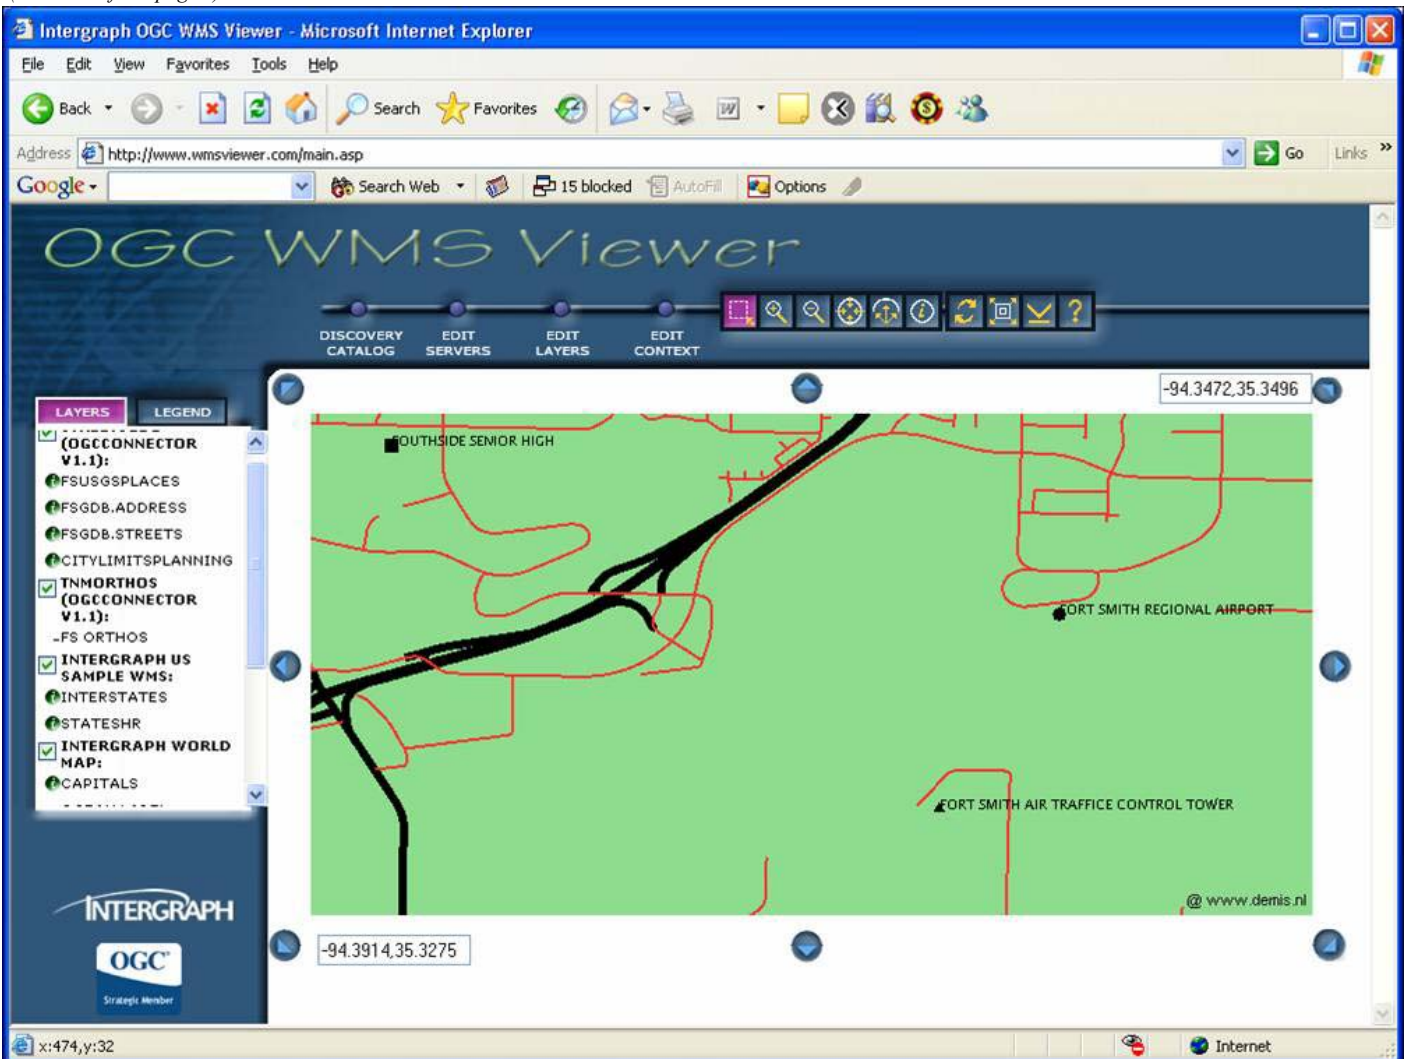 Intergraph OGC WMS Viewer - Microsoft Internet Explorer
File Edit View Favorites Tools Help
Back Search Favorites
Address http://www.wmsviewer.com/main.asp Go Links »
Google Search Web 15 blocked AutoFill Options
OGC WMS Viewer
DISCOVERY CATALOG
EDIT SERVERS
EDIT LAYERS
EDIT CONTEXT
-94.3472,35.3496
LAYERS LEGEND
(OGCCONNECTOR
V1.1):
FSUSGSPLACES
FSGDB.ADDRESS
FSGDB.STREETS
CITYLIMITSPLANNING
TNMORTHOS
(OGCCONNECTOR
V1.1):
-FS ORTHOS
INTERGRAPH US
SAMPLE WMS:
INTERSTATES
STATESHR
INTERGRAPH WORLD
MAP:
CAPITALS
SOUTHSIDE SENIOR HIGH
FORT SMITH REGIONAL AIRPORT
FORT SMITH AIR TRAFFICE CONTROL TOWER
@ www.demis.nl
INTERGRAPH
OGC
Strategic Member
-94.3914,35.3275
x:474,y:32 Internet